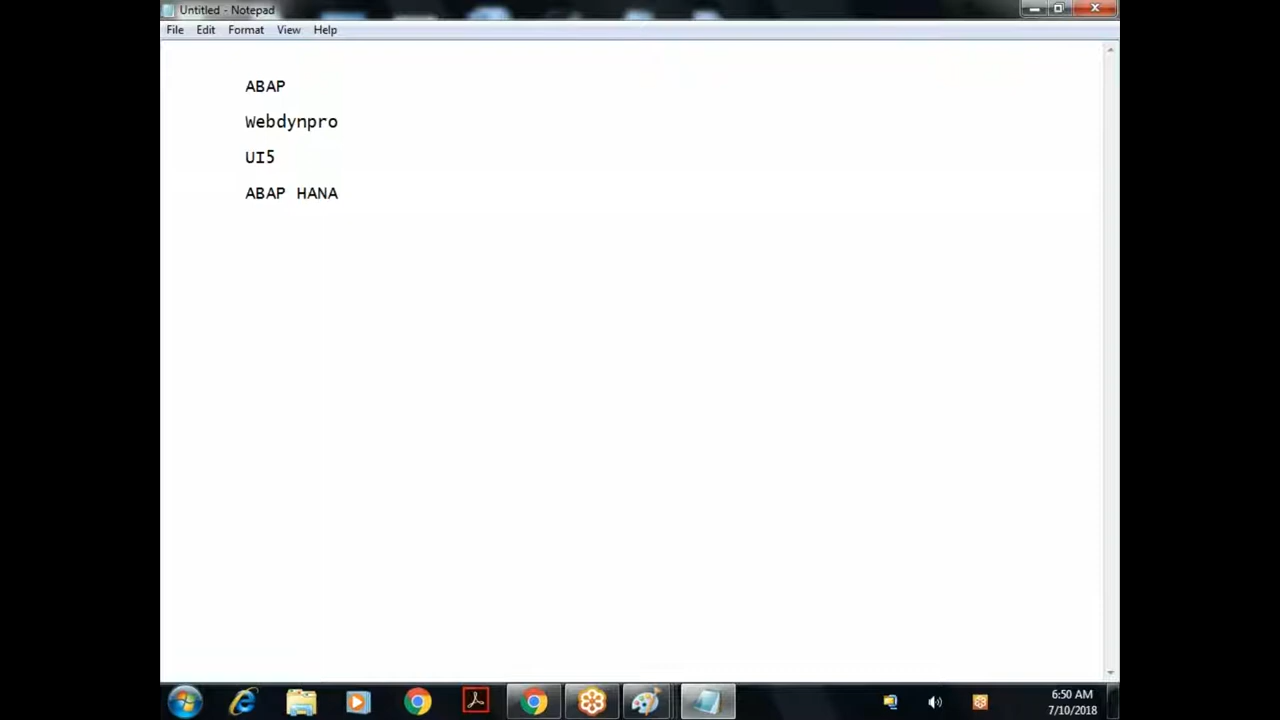 Untitled - Notepad
File Edit Format View Help
ABAP
Webdynpro
UI5
ABAP HANA
6:50 AM
7/10/2018